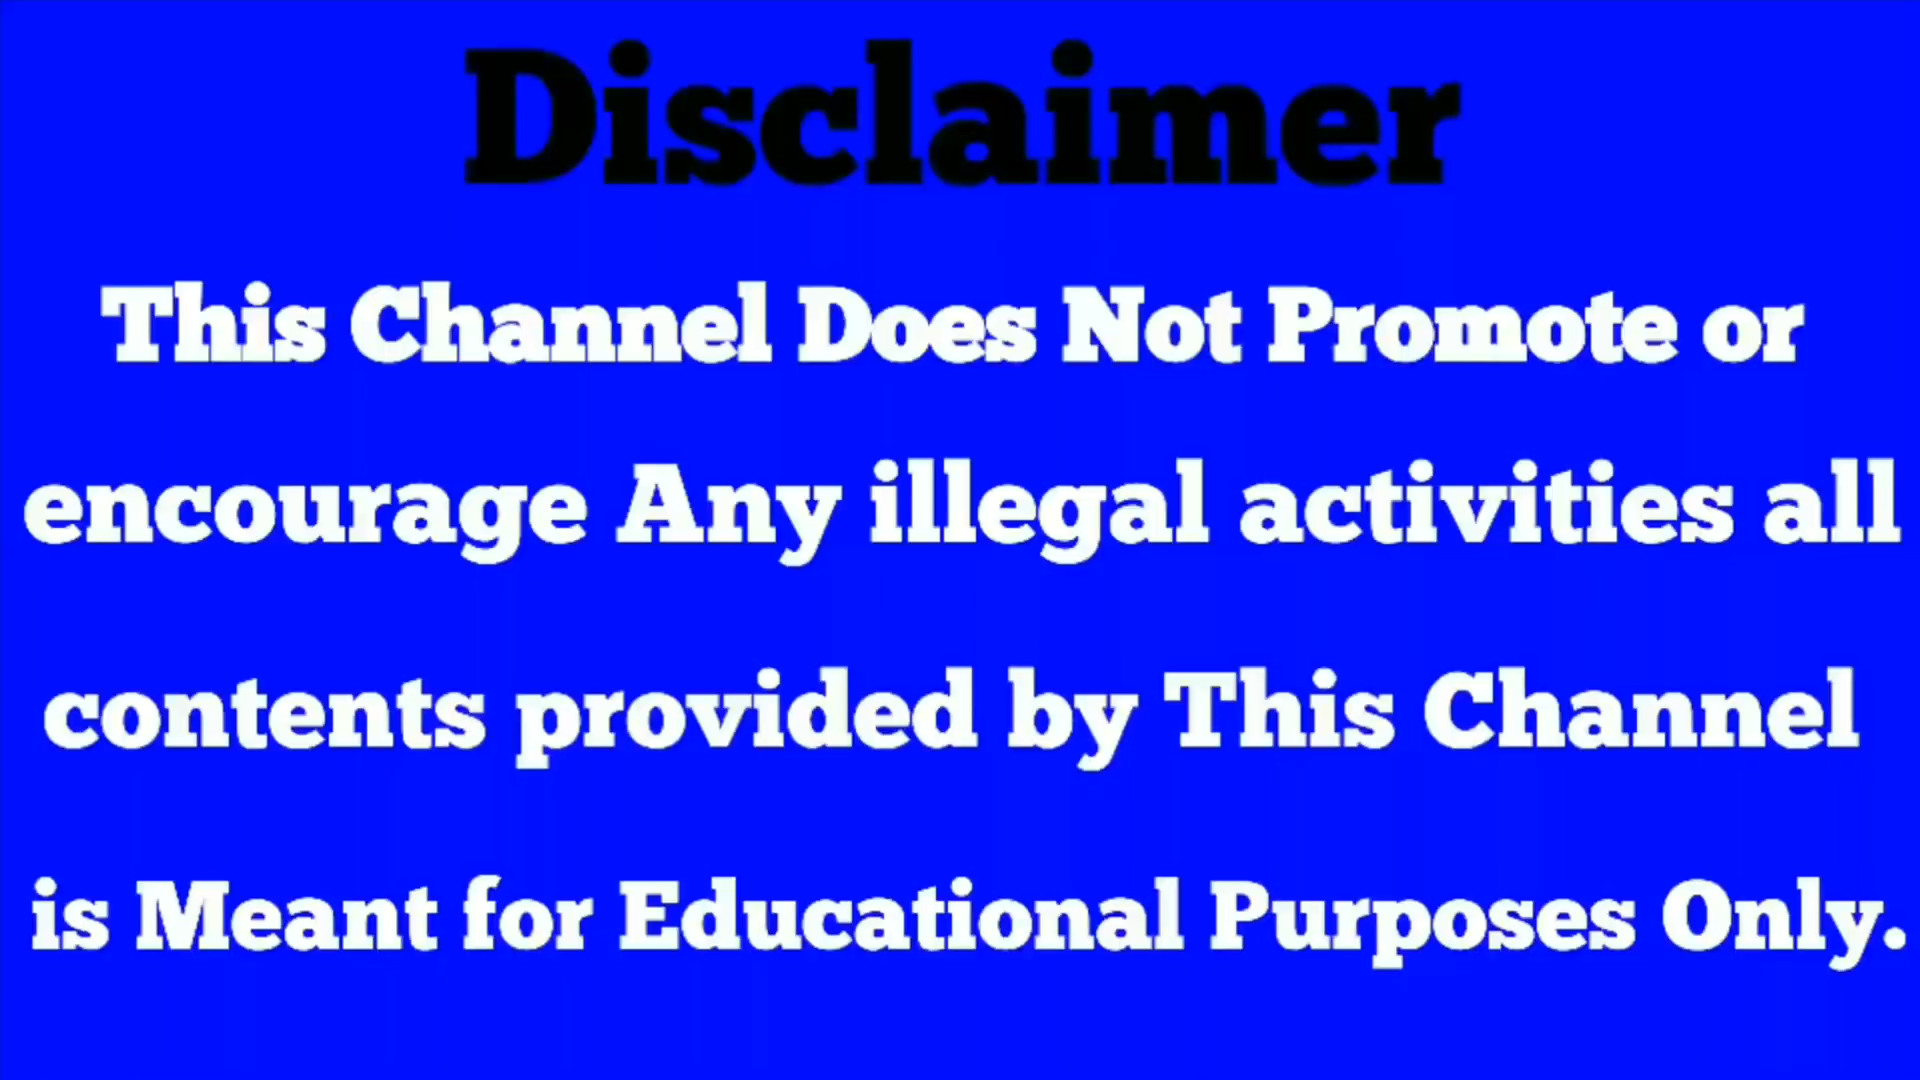 Disclaimer
This Channel Does Not Promote or
encourage Any illegal activities all
contents provided by This Channel
is Meant for Educational Purposes Only.